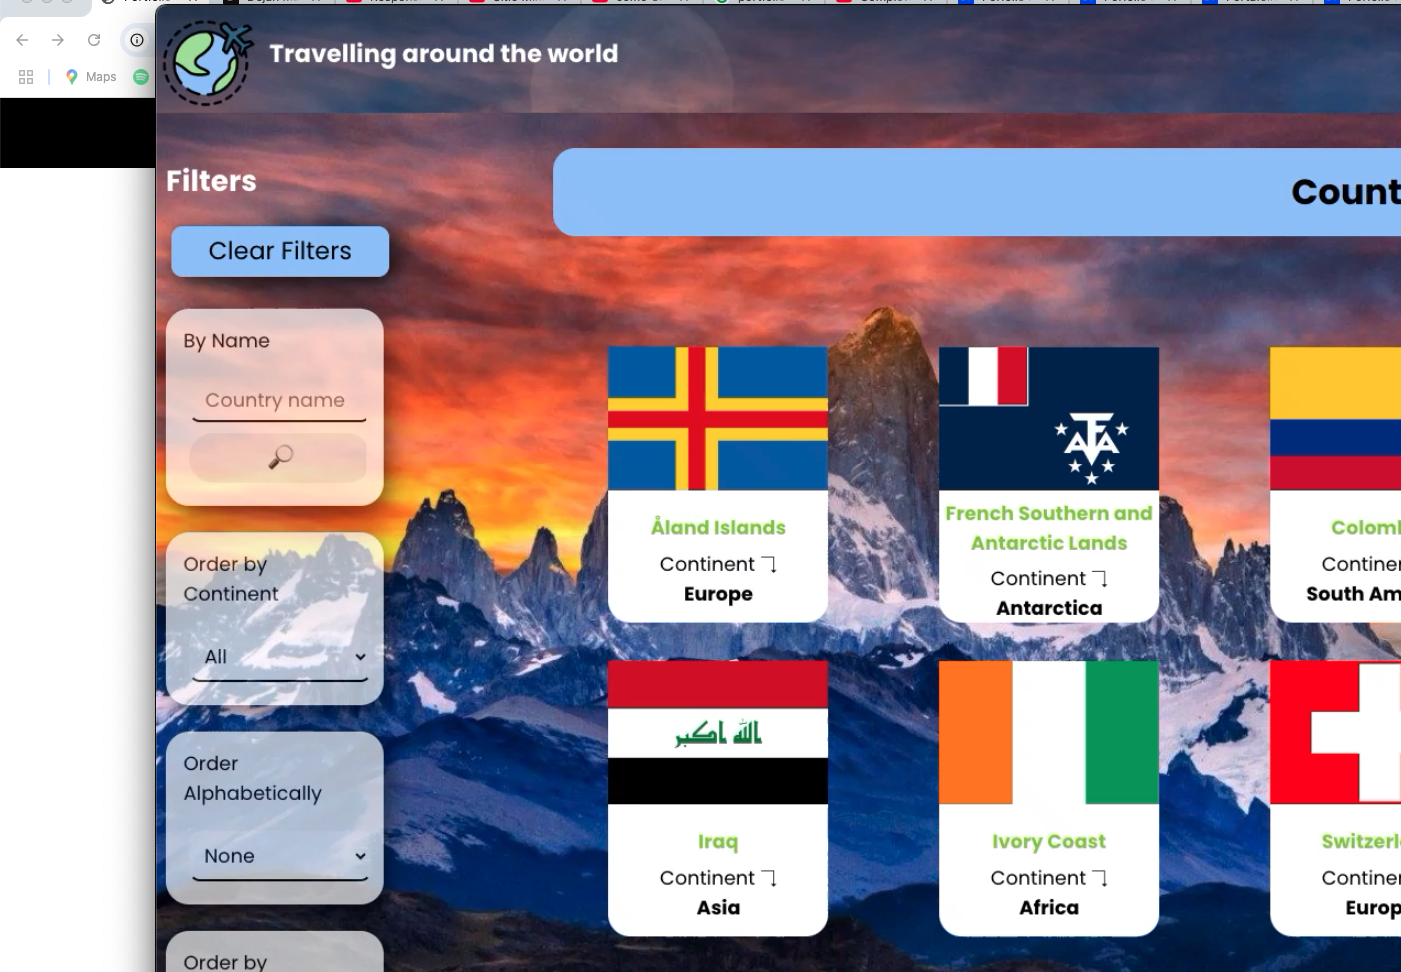 Maps
Travelling around the world
Filters
Clear Filters
By Name
Country name
Order by
Continent
All
Order
Alphabetically
None
Order by
Count
Åland Islands
Continent
Europe
ATFA
French Southern and
Antarctic Lands
Continent
Antarctica
Colomb
Continen
South Am
الله اكبر
Iraq
Continent
Asia
Ivory Coast
Continent
Africa
Switzerl
Continen
Europ